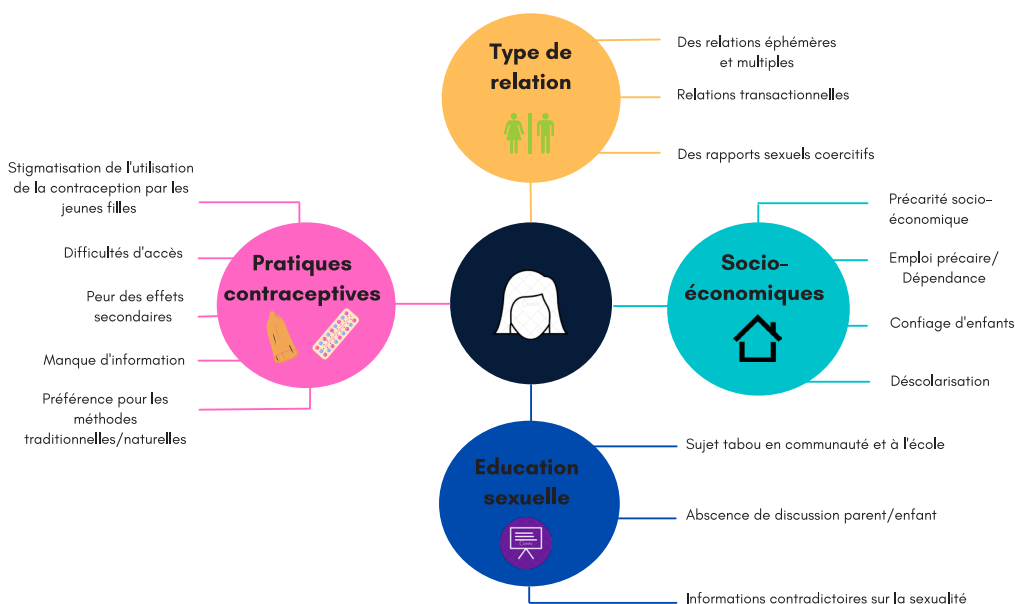 Type de
relation
Des relations éphémères
et multiples
Relations transactionnelles
Des rapports sexuels coercitifs
Stigmatisation de l'utilisation
de la contraception par les
jeunes filles
Difficultés d'accès
Peur des effets
secondaires
Manque d'information
Préférence pour les
méthodes
traditionnelles/naturelles
Pratiques
contraceptives
Socio-
économiques
Précarité socio-
économique
Emploi précaire/
Dépendance
Confiage d'enfants
Déscolarisation
Education
sexuelle
Sujet tabou en communauté et à l'école
Abscence de discussion parent/enfant
Informations contradictoires sur la sexualité